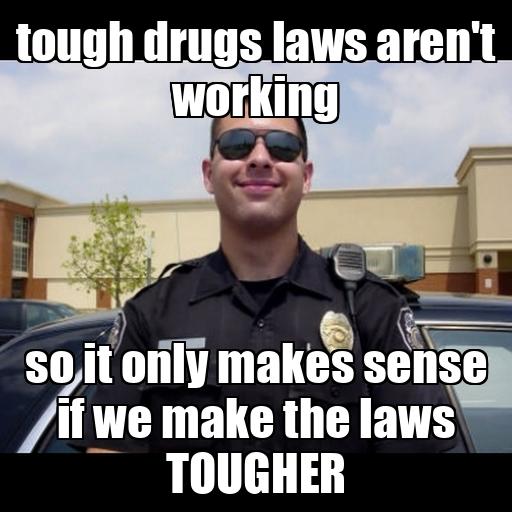 tough drugs laws aren't
working
so it only makes sense
if we make the laws
TOUGHER